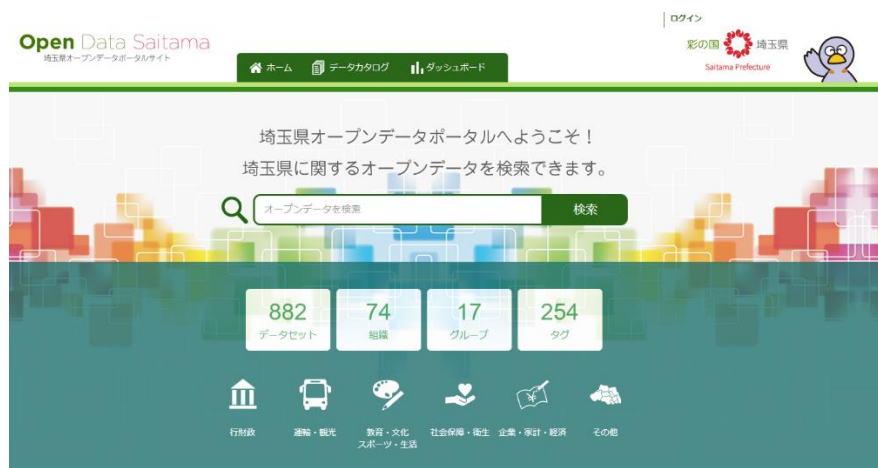 ログイン
Open Data Saitama
埼玉県オープンデータポータルサイト
ホーム
データカタログ
ダッシュボード
彩の国
埼玉県
Saitama Prefecture
埼玉県オープンデータポータルへようこそ！
埼玉県に関するオープンデータを検索できます。
オープンデータを検索
検索
882
データセット
74
組織
17
グループ
254
タグ
¥
行財政
運輸・観光
教育・文化
スポーツ・生活
社会保障・衛生
企業・家計・経済
その他